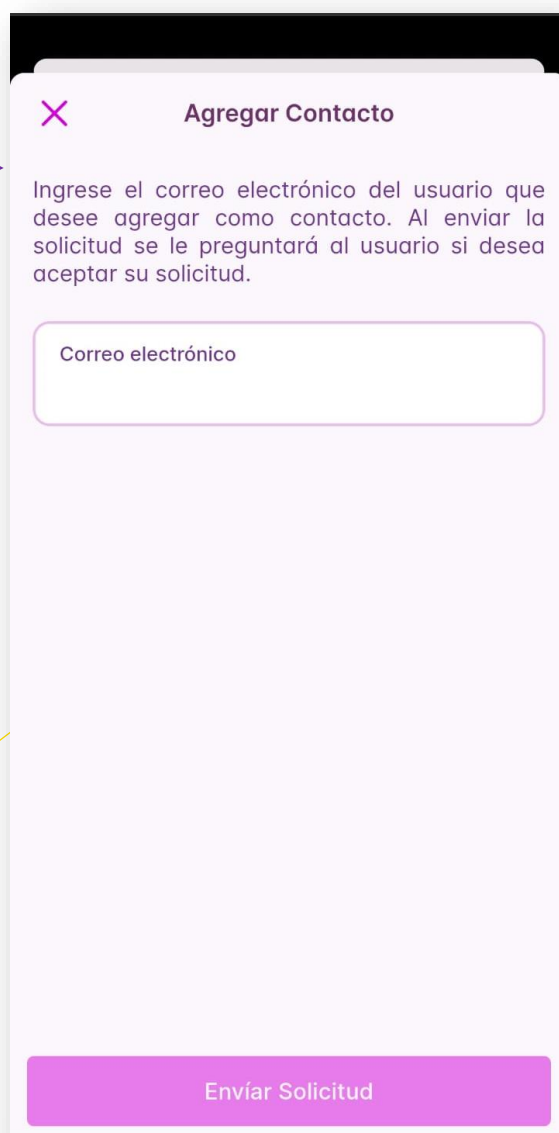 Agregar Contacto
Ingrese el correo electrónico del usuario que
desee agregar como contacto. Al enviar la
solicitud se le preguntará al usuario si desea
aceptar su solicitud.
Correo electrónico
Envíar Solicitud